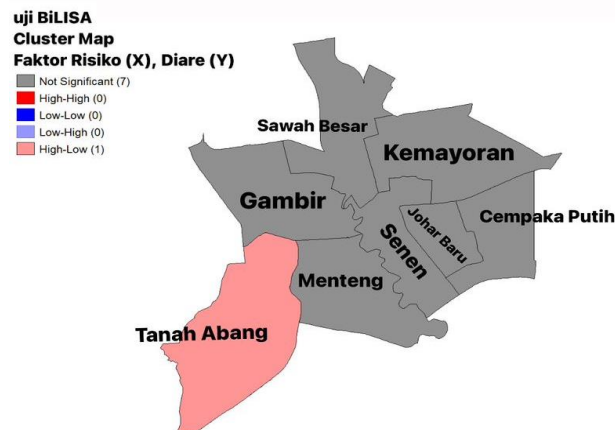 uji BiLISA
Cluster Map
Faktor Risiko (X), Diare (Y)
Not Significant (7)
High-High (0)
Low-Low (0)
Low-High (0)
High-Low (1)
Sawah Besar
Kemayoran
Gambir
Cempaka Putih
Johar Baru
Senen
Menteng
Tanah Abang